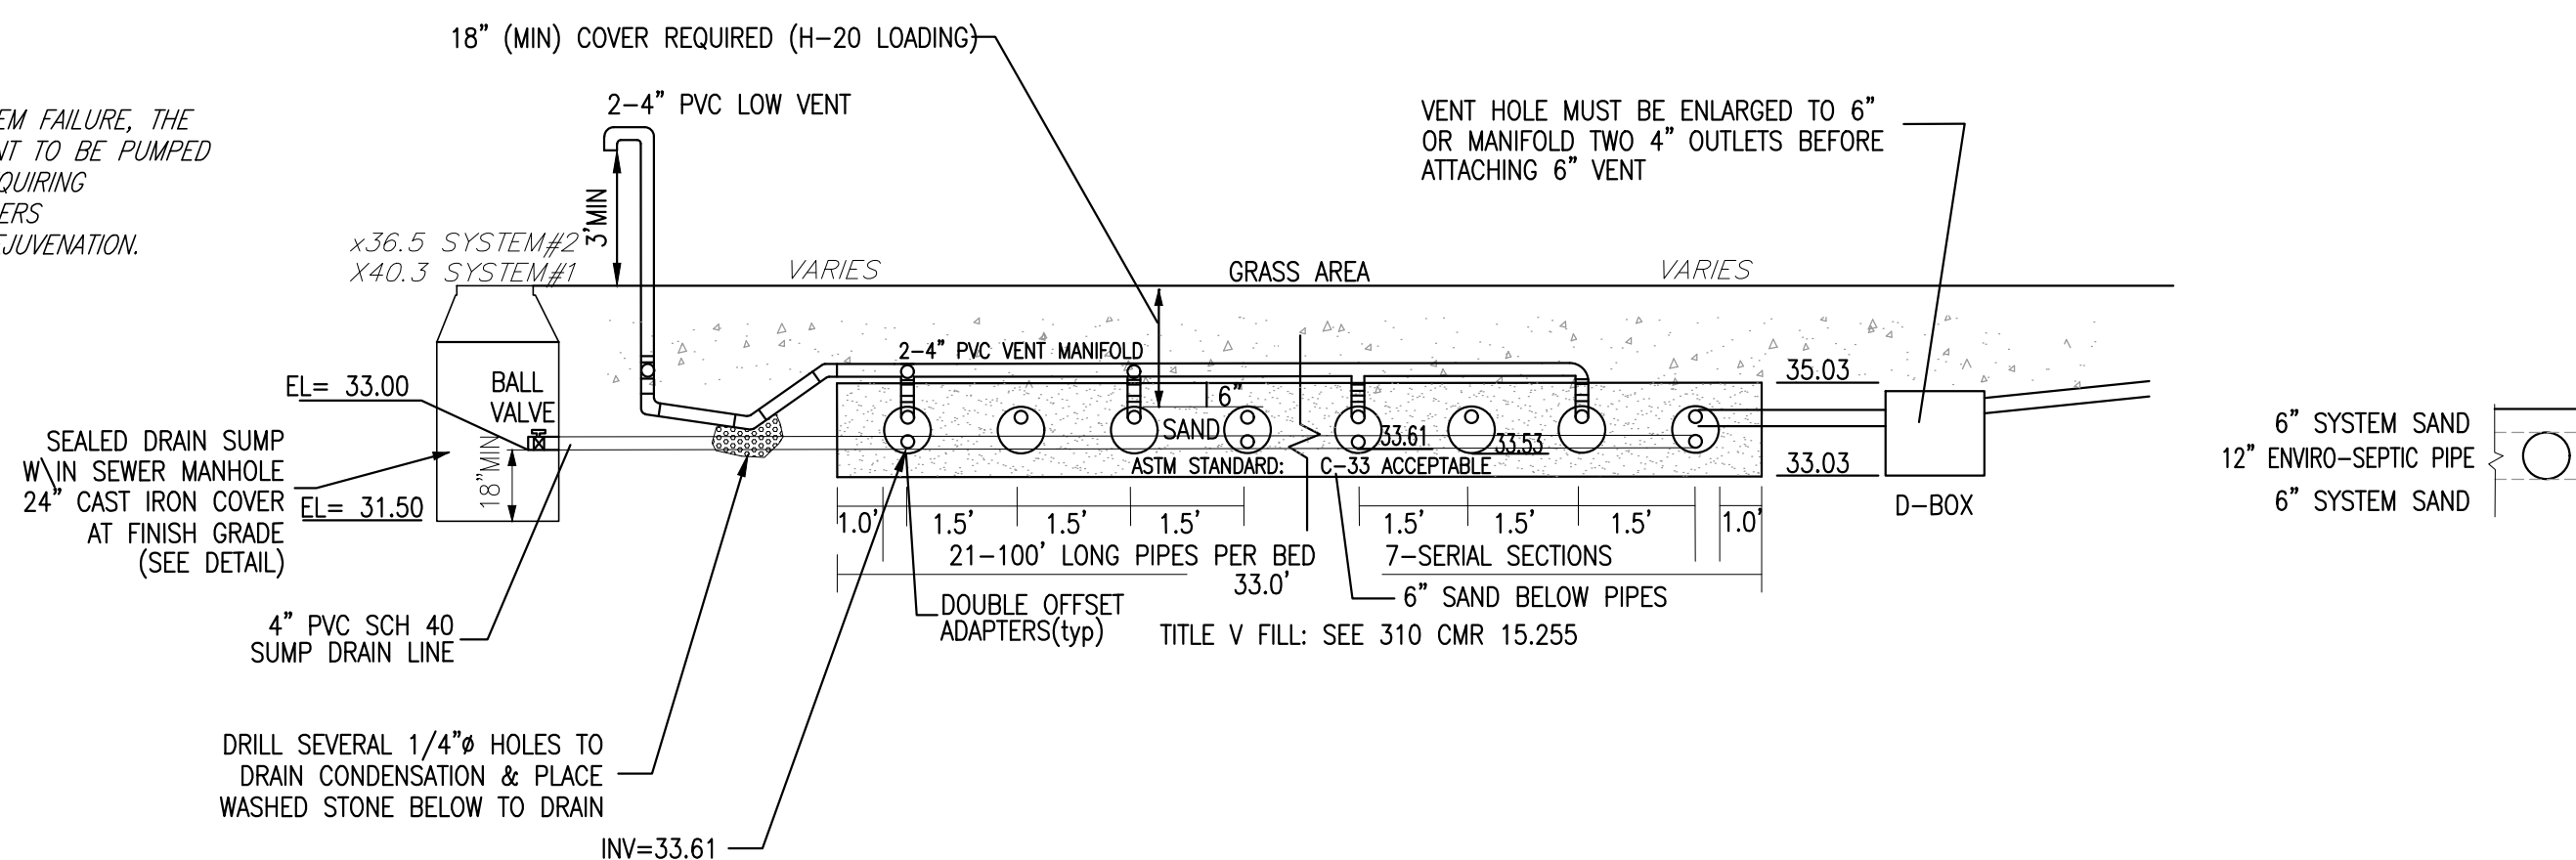 18" (MIN) COVER REQUIRED (H-20 LOADING)
2-4" PVC LOW VENT
VENT HOLE MUST BE ENLARGED TO 6"
OR MANIFOLD TWO 4" OUTLETS BEFORE
ATTACHING 6" VENT
EM FAILURE, THE
NT TO BE PUMPED
QUIRING
ERS
EJUVENATION.
3'MIN
x36.5 SYSTEM#2
X40.3 SYSTEM#1
VARIES
GRASS AREA
VARIES
2-4" PVC VENT MANIFOLD
EL= 33.00
BALL
VALVE
6"
35.03
SAND
33.61
33.53
ASTM STANDARD: C-33 ACCEPTABLE
33.03
D-BOX
6" SYSTEM SAND
12" ENVIRO-SEPTIC PIPE
6" SYSTEM SAND
SEALED DRAIN SUMP
W\IN SEWER MANHOLE
24" CAST IRON COVER
AT FINISH GRADE
(SEE DETAIL)
18"MIN
EL= 31.50
1.0'
1.5'
1.5'
1.5'
1.5'
1.5'
1.5'
1.0'
21-100' LONG PIPES PER BED
7-SERIAL SECTIONS
33.0'
DOUBLE OFFSET
ADAPTERS(typ)
6" SAND BELOW PIPES
TITLE V FILL: SEE 310 CMR 15.255
4" PVC SCH 40
SUMP DRAIN LINE
DRILL SEVERAL 1/4"ø HOLES TO
DRAIN CONDENSATION & PLACE
WASHED STONE BELOW TO DRAIN
INV=33.61